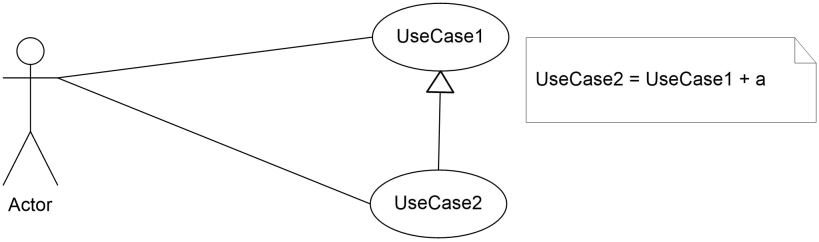 UseCase1
UseCase2 = UseCase1 + a
UseCase2
Actor